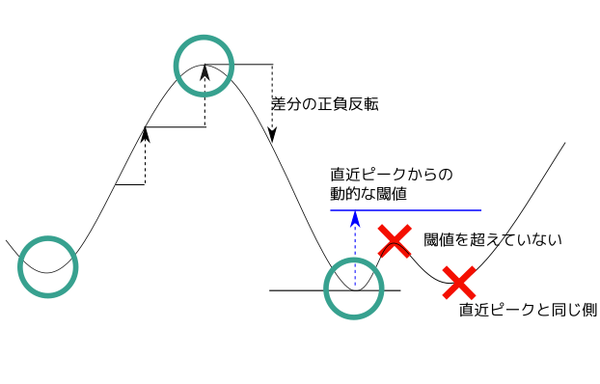 差分の正負反転
直近ピークからの
動的な閾値
閾値を超えていない
直近ピークと同じ側